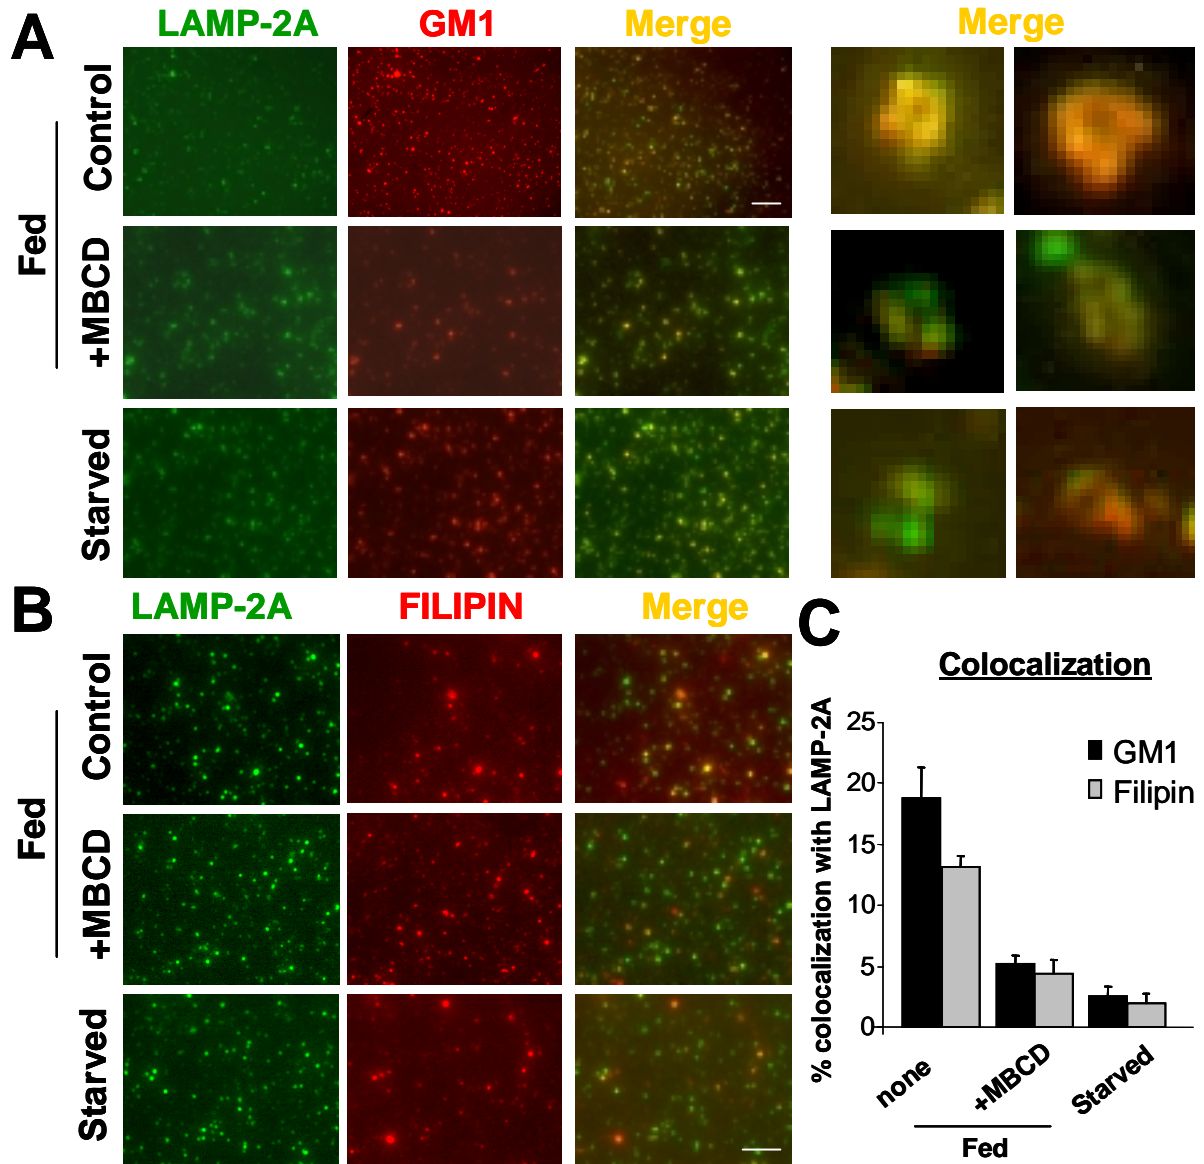 A
LAMP-2A GM1 Merge Merge
Fed
Control
+MBCD
Starved
B
LAMP-2A FILIPIN Merge
Fed
Control
+MBCD
Starved
C
Colocalization
% colocalization with LAMP-2A
25
20
15
10
5
0
GM1
Filipin
none +MBCD Starved
Fed